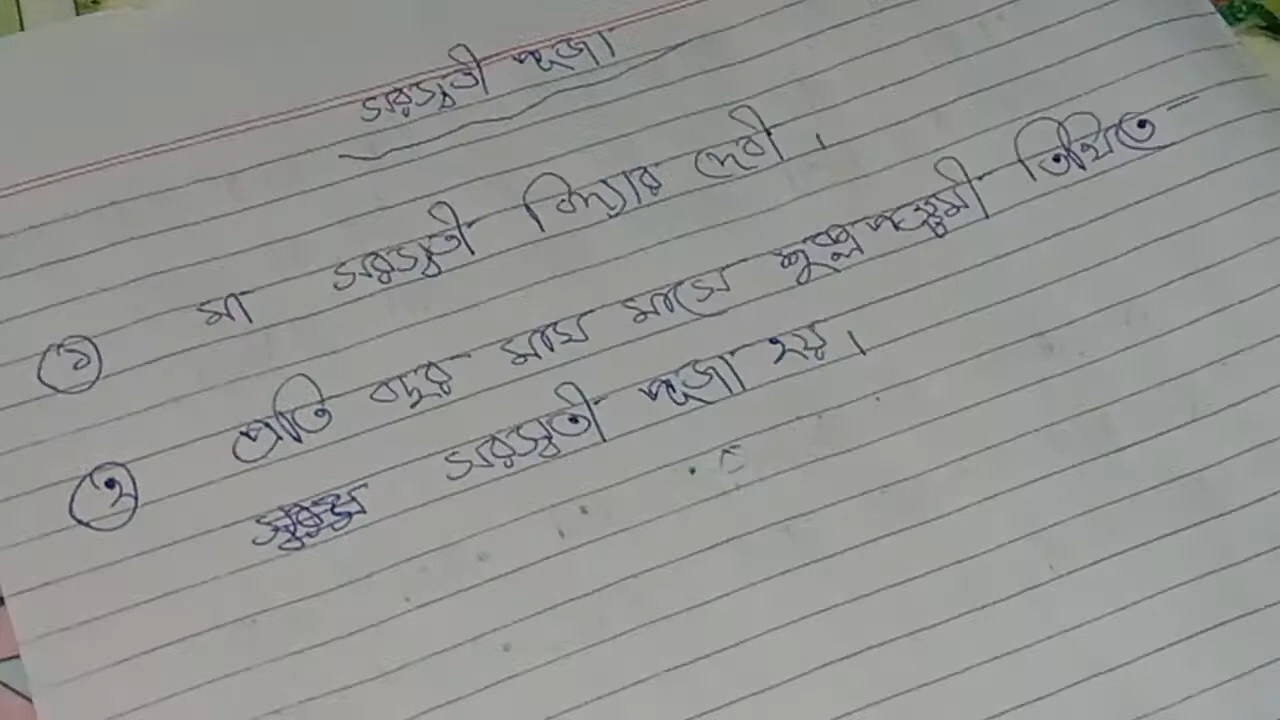 সরস্বতী পূজা
১ মা সরস্বতী বিদ্যার দেবী।
২ প্রতি বছর মাঘ মাসে শুক্লপঞ্চমী তিথিতে
সরস্বতী পূজা হয়।